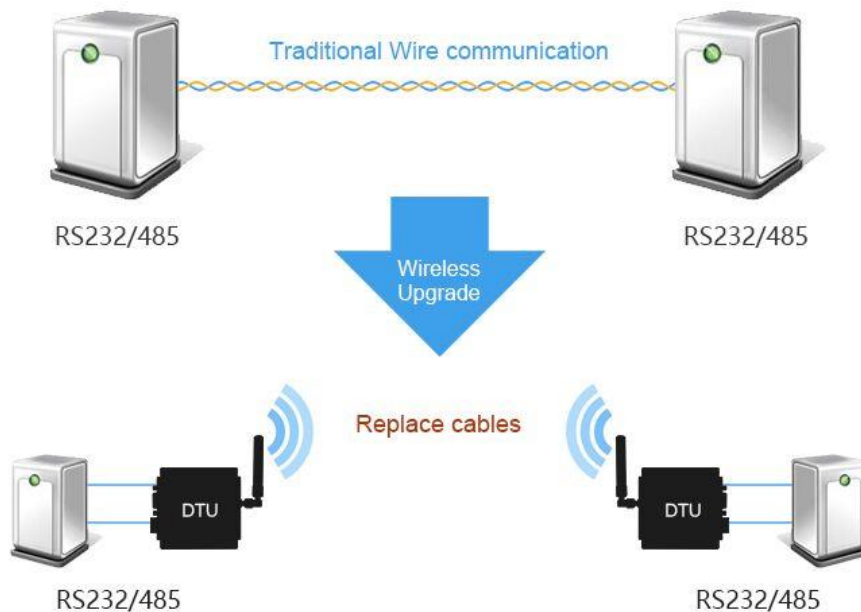 Traditional Wire communication
RS232/485
RS232/485
Wireless
Upgrade
Replace cables
DTU
DTU
RS232/485
RS232/485